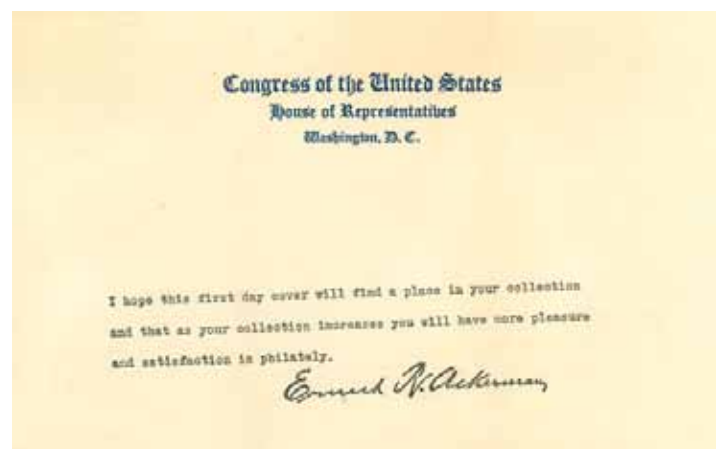 Congress of the United States
House of Representatives
Washington, D. C.
I hope this first day cover will find a place in your collection
and that as your collection increases you will have more pleasure
and satisfaction in philately.
Ernest R. Ackerman